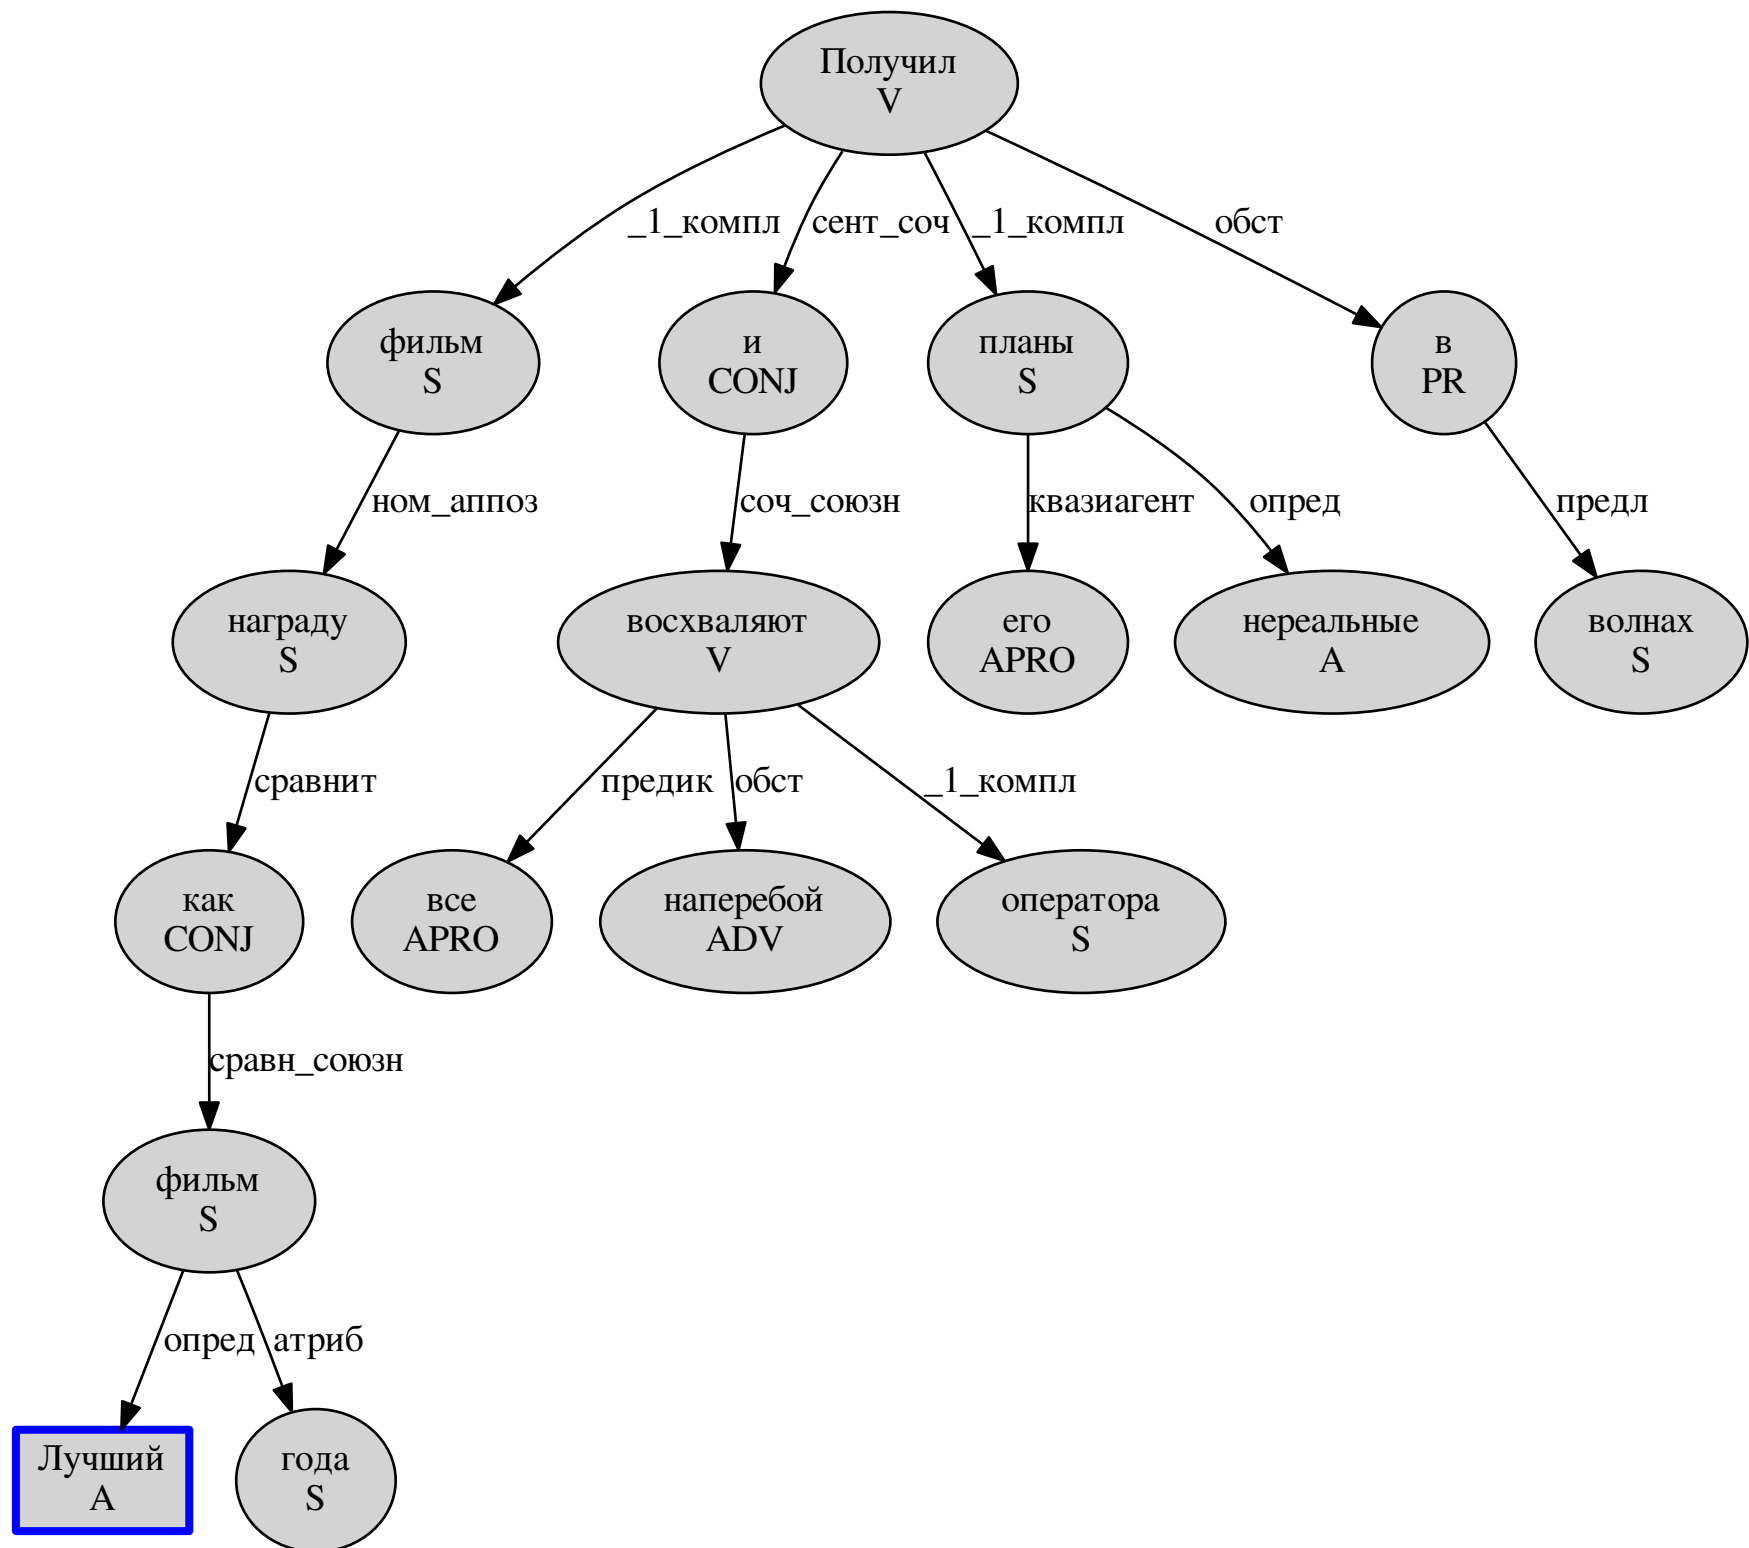 Получил
V
_1_компл
сент_соч
_1_компл
обст
фильм
S
и
CONJ
планы
S
в
PR
ном_аппоз
соч_союзн
квазиагент
опред
предл
награду
S
восхваляют
V
его
APRO
нереальные
A
волнах
S
сравнит
предик
обст
_1_компл
как
CONJ
все
APRO
наперебой
ADV
оператора
S
сравн_союзн
фильм
S
опред
атриб
Лучший
A
года
S